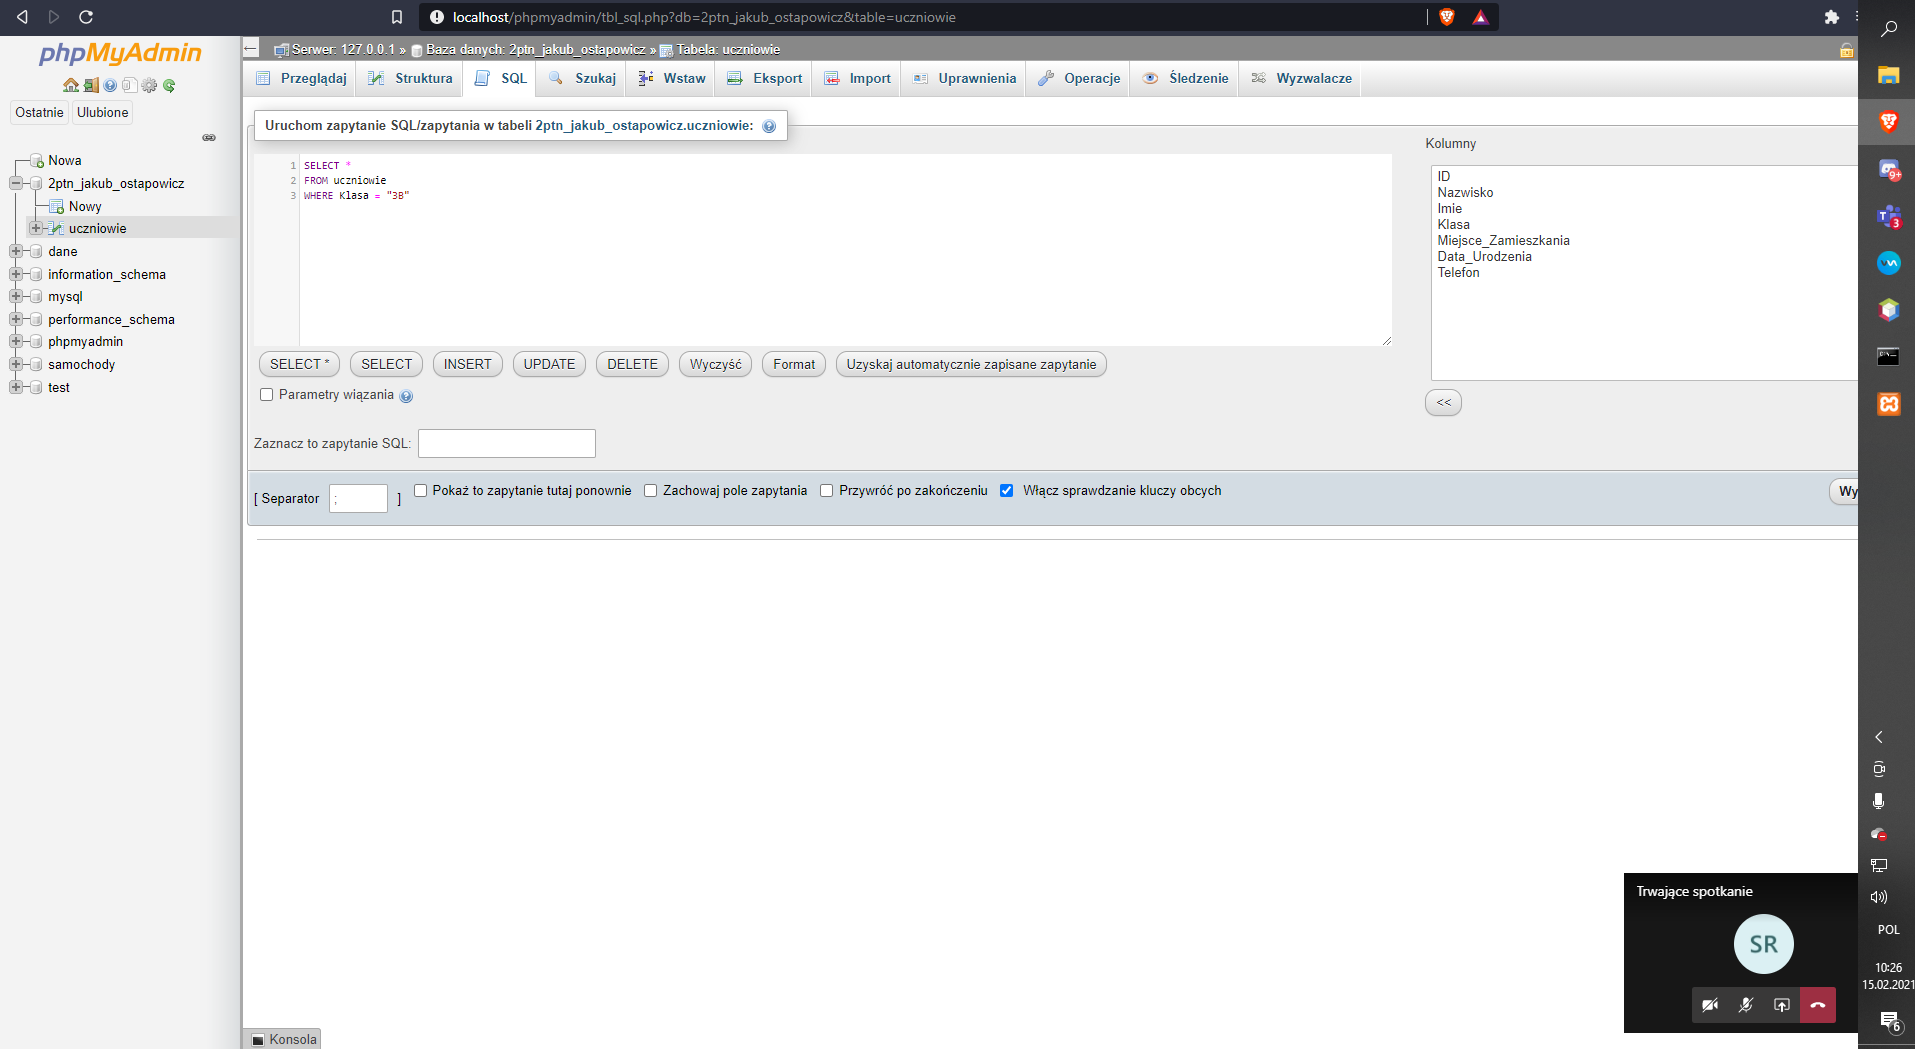 localhost/phpmyadmin/tbl_sql.php?db=2ptn_jakub_ostapowicz&table=uczniowie
phpMyAdmin
Ostatnie
Ulubione
Nowa
2ptn_jakub_ostapowicz
Nowy
uczniowie
dane
information_schema
mysql
performance_schema
phpmyadmin
samochody
test
Serwer: 127.0.0.1 » Baza danych: 2ptn_jakub_ostapowicz » Tabela: uczniowie
Przeglądaj
Struktura
SQL
Szukaj
Wstaw
Eksport
Import
Uprawnienia
Operacje
Śledzenie
Wyzwalacze
Uruchom zapytanie SQL/zapytania w tabeli 2ptn_jakub_ostapowicz.uczniowie:
1 SELECT *
2 FROM uczniowie
3 WHERE Klasa = "3B"
Kolumny
ID
Nazwisko
Imie
Klasa
Miejsce_Zamieszkania
Data_Urodzenia
Telefon
<<
SELECT *
SELECT
INSERT
UPDATE
DELETE
Wyczyść
Format
Uzyskaj automatycznie zapisane zapytanie
Parametry wiązania
Zaznacz to zapytanie SQL:
[ Separator ; ]
Pokaż to zapytanie tutaj ponownie
Zachowaj pole zapytania
Przywróć po zakończeniu
Włącz sprawdzanie kluczy obcych
Wy
Konsola
Trwające spotkanie
SR
9+
T
3
POL
10:26
15.02.2021
6